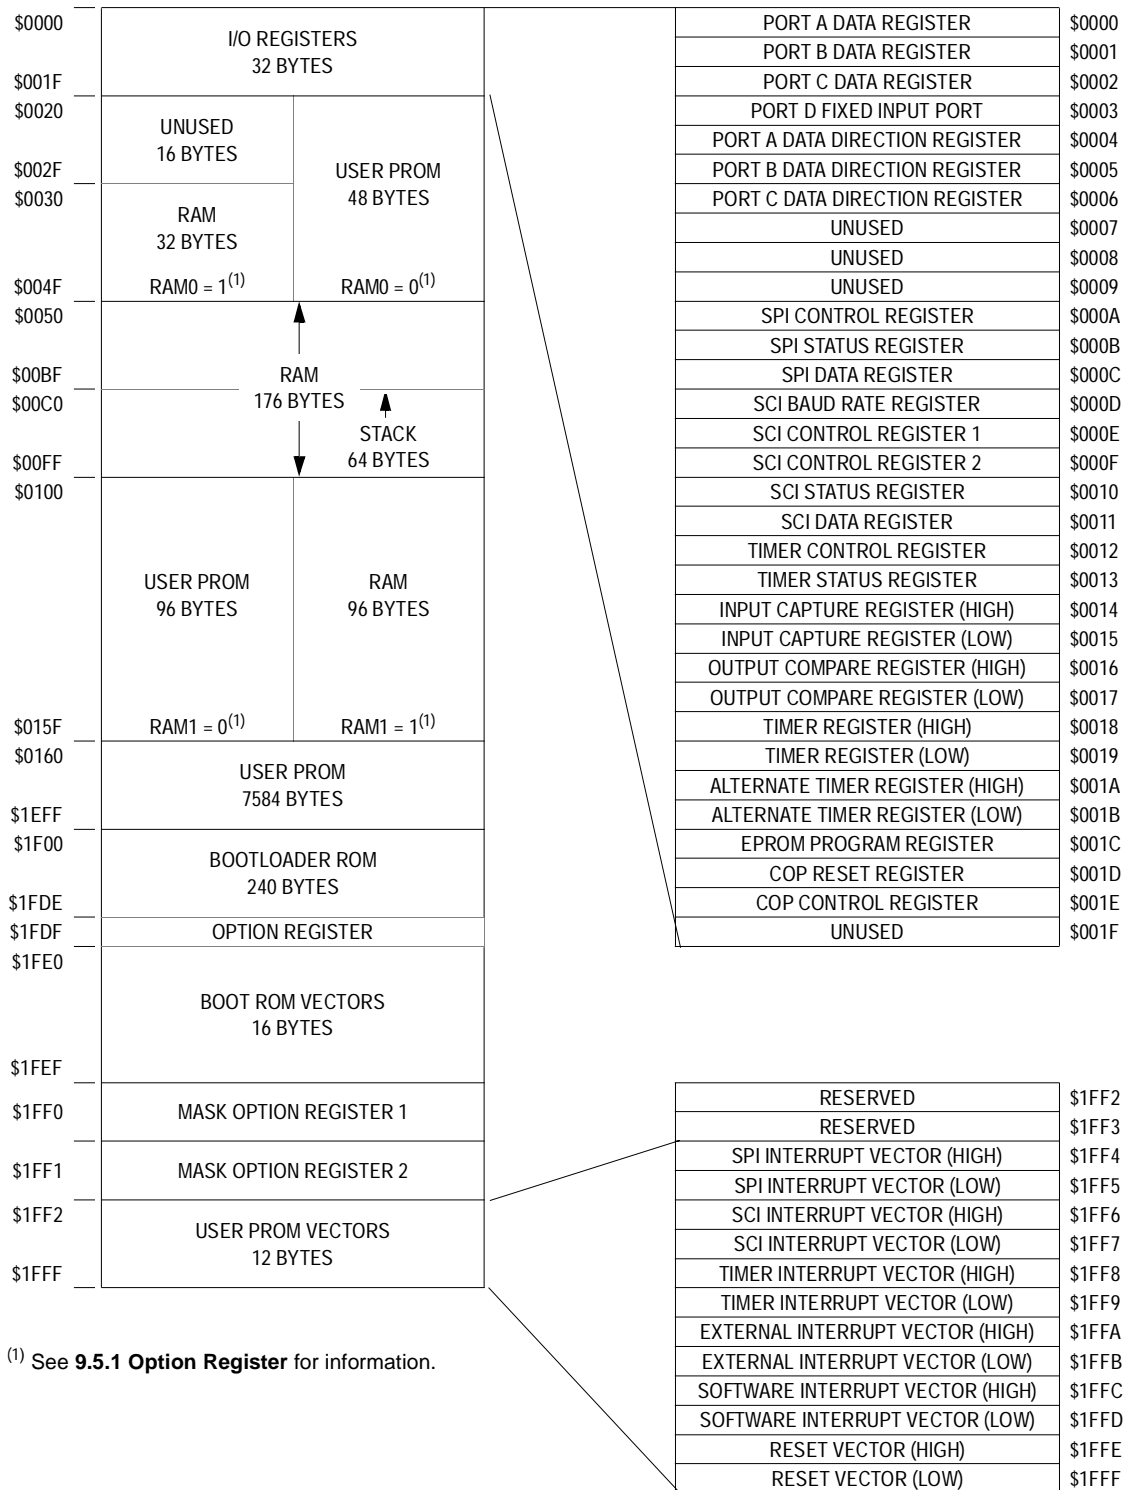 $0000
I/O REGISTERS
32 BYTES
$001F
$0020
UNUSED
16 BYTES
$002F
USER PROM
48 BYTES
$0030
RAM
32 BYTES
$004F
RAM0 = 1(1)
RAM0 = 0(1)
$0050
$00BF
RAM
176 BYTES
$00C0
STACK
64 BYTES
$00FF
$0100
USER PROM
96 BYTES
RAM
96 BYTES
$015F
RAM1 = 0(1)
RAM1 = 1(1)
$0160
USER PROM
7584 BYTES
$1EFF
$1F00
BOOTLOADER ROM
240 BYTES
$1FDE
$1FDF
OPTION REGISTER
$1FE0
BOOT ROM VECTORS
16 BYTES
$1FEF
$1FF0
MASK OPTION REGISTER 1
$1FF1
MASK OPTION REGISTER 2
$1FF2
USER PROM VECTORS
12 BYTES
$1FFF
(1) See 9.5.1 Option Register for information.
PORT A DATA REGISTER $0000
PORT B DATA REGISTER $0001
PORT C DATA REGISTER $0002
PORT D FIXED INPUT PORT $0003
PORT A DATA DIRECTION REGISTER $0004
PORT B DATA DIRECTION REGISTER $0005
PORT C DATA DIRECTION REGISTER $0006
UNUSED $0007
UNUSED $0008
UNUSED $0009
SPI CONTROL REGISTER $000A
SPI STATUS REGISTER $000B
SPI DATA REGISTER $000C
SCI BAUD RATE REGISTER $000D
SCI CONTROL REGISTER 1 $000E
SCI CONTROL REGISTER 2 $000F
SCI STATUS REGISTER $0010
SCI DATA REGISTER $0011
TIMER CONTROL REGISTER $0012
TIMER STATUS REGISTER $0013
INPUT CAPTURE REGISTER (HIGH) $0014
INPUT CAPTURE REGISTER (LOW) $0015
OUTPUT COMPARE REGISTER (HIGH) $0016
OUTPUT COMPARE REGISTER (LOW) $0017
TIMER REGISTER (HIGH) $0018
TIMER REGISTER (LOW) $0019
ALTERNATE TIMER REGISTER (HIGH) $001A
ALTERNATE TIMER REGISTER (LOW) $001B
EPROM PROGRAM REGISTER $001C
COP RESET REGISTER $001D
COP CONTROL REGISTER $001E
UNUSED $001F
RESERVED $1FF2
RESERVED $1FF3
SPI INTERRUPT VECTOR (HIGH) $1FF4
SPI INTERRUPT VECTOR (LOW) $1FF5
SCI INTERRUPT VECTOR (HIGH) $1FF6
SCI INTERRUPT VECTOR (LOW) $1FF7
TIMER INTERRUPT VECTOR (HIGH) $1FF8
TIMER INTERRUPT VECTOR (LOW) $1FF9
EXTERNAL INTERRUPT VECTOR (HIGH) $1FFA
EXTERNAL INTERRUPT VECTOR (LOW) $1FFB
SOFTWARE INTERRUPT VECTOR (HIGH) $1FFC
SOFTWARE INTERRUPT VECTOR (LOW) $1FFD
RESET VECTOR (HIGH) $1FFE
RESET VECTOR (LOW) $1FFF